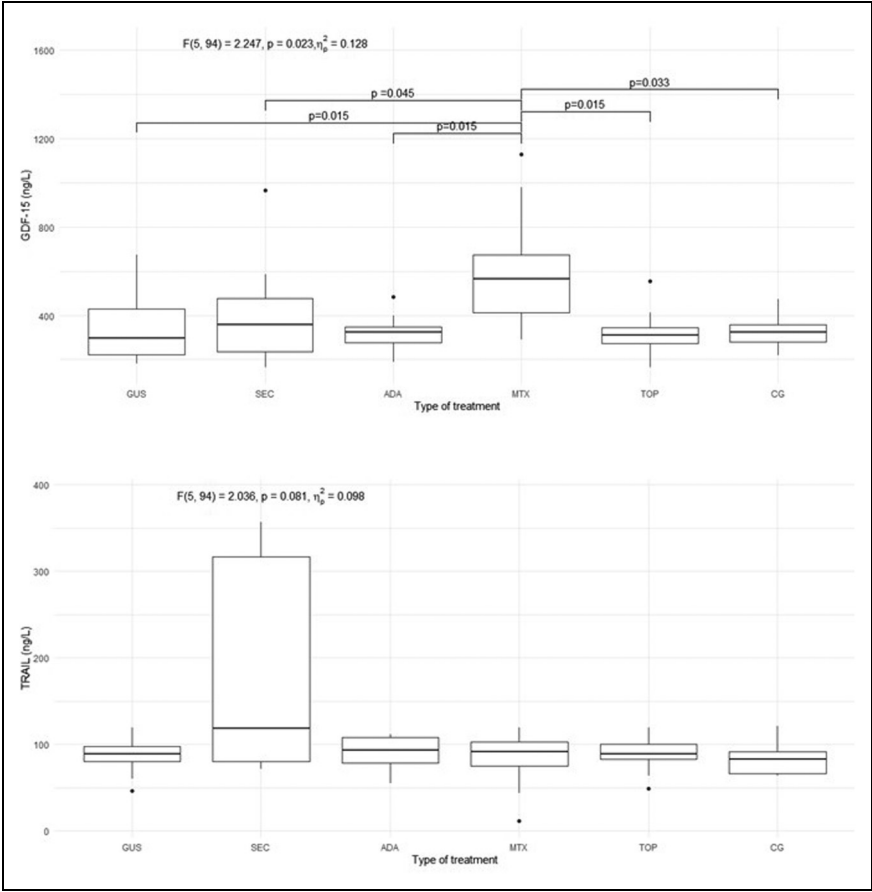 F(5, 94) = 2.247, p = 0.023,η²ₚ = 0.128
1600
p=0.033
p =0.045
p=0.015
p=0.015
p=0.015
1200
GDF-15 (ng/L)
800
400
GUS SEC ADA MTX TOP CG
Type of treatment
400
F(5, 94) = 2.036, p = 0.081, η²ₚ = 0.098
300
TRAIL (ng/L)
200
100
0
GUS SEC ADA MTX TOP CG
Type of treatment